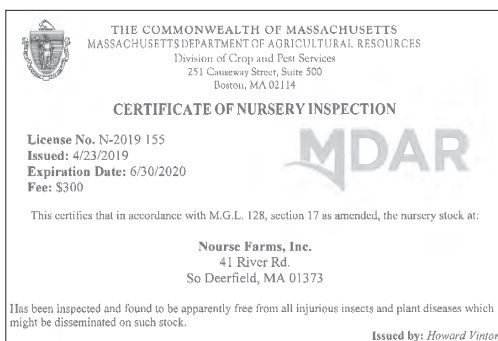 THE COMMONWEALTH OF MASSACHUSETTS
MASSACHUSETTS DEPARTMENT OF AGRICULTURAL RESOURCES
Division of Crop and Pest Services
251 Causeway Street, Suite 500
Boston, MA 02114
CERTIFICATE OF NURSERY INSPECTION
License No. N-2019 155
Issued: 4/23/2019
Expiration Date: 6/30/2020
Fee: $300
MDAR
This certifies that in accordance with M.G.L. 128, section 17 as amended, the nursery stock at:
Nourse Farms, Inc.
41 River Rd.
So Deerfield, MA 01373
Has been inspected and found to be apparently free from all injurious insects and plant diseases which
might be disseminated on such stock.
Issued by: Howard Vinton